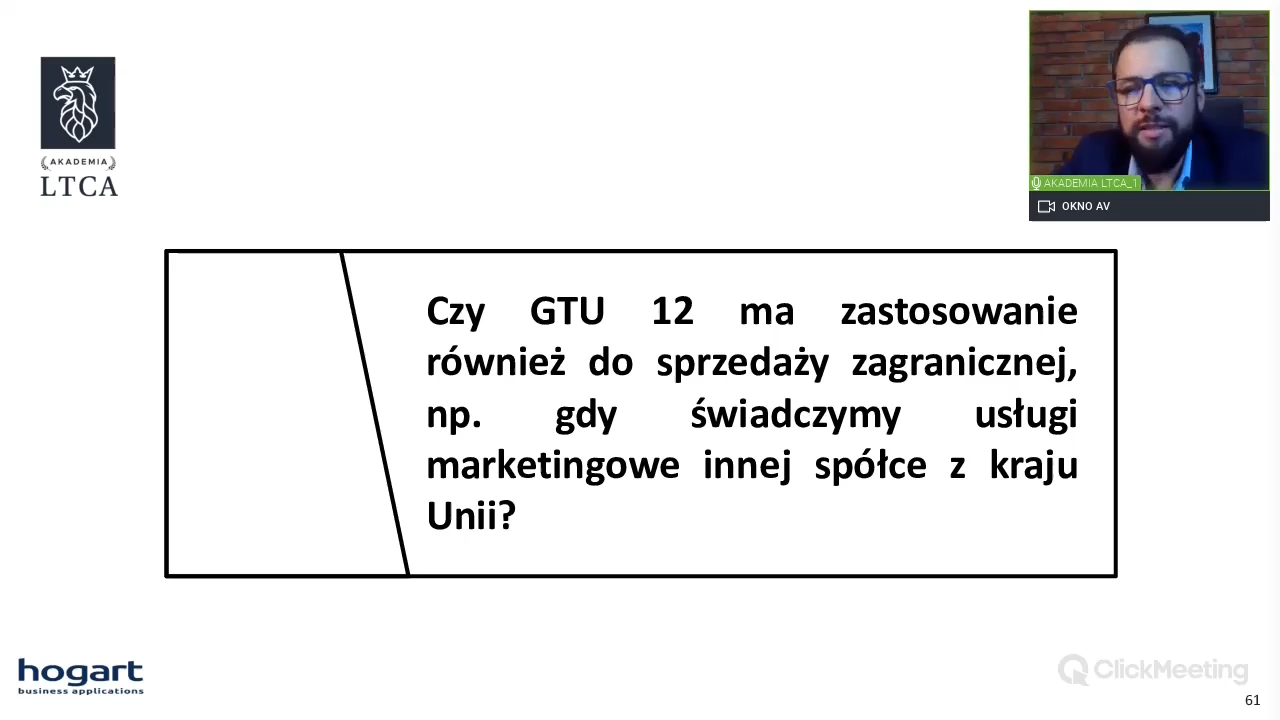 AKADEMIA
LTCA
AKADEMIA LTCA_1
OKNO AV
Czy GTU 12 ma zastosowanie
również do sprzedaży zagranicznej,
np. gdy świadczymy usługi
marketingowe innej spółce z kraju
Unii?
hogart
business applications
ClickMeeting
61